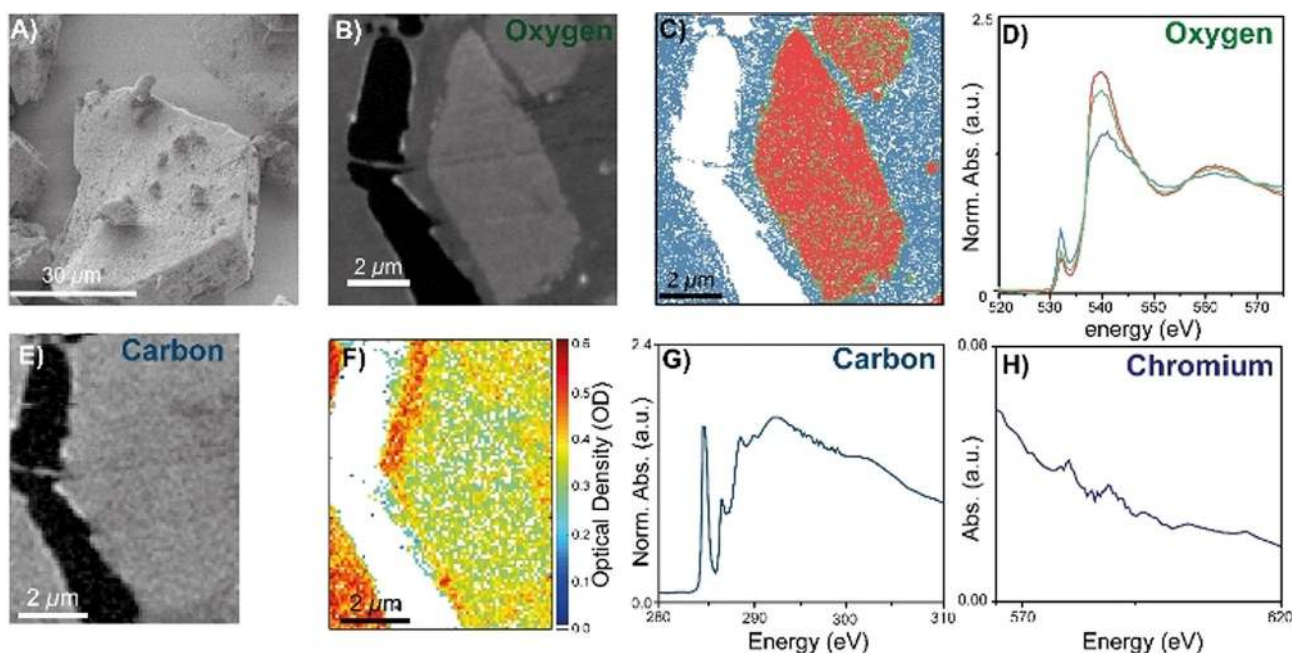 A)
30 µm
B)
Oxygen
2 µm
C)
2 µm
D)
Oxygen
2.5
Norm. Abs. (a.u.)
0
520 530 540 550 560 570
energy (eV)
E)
Carbon
2 µm
F)
2 µm
0.6
0.5
0.4
0.3
0.2
0.1
0.0
Optical Density (OD)
G)
Carbon
2.4
Norm Abs. (a.u.)
0.0
280 290 300 310
Energy (eV)
H)
Chromium
0.08
Abs. (a.u.)
0.00
570 620
Energy (eV)